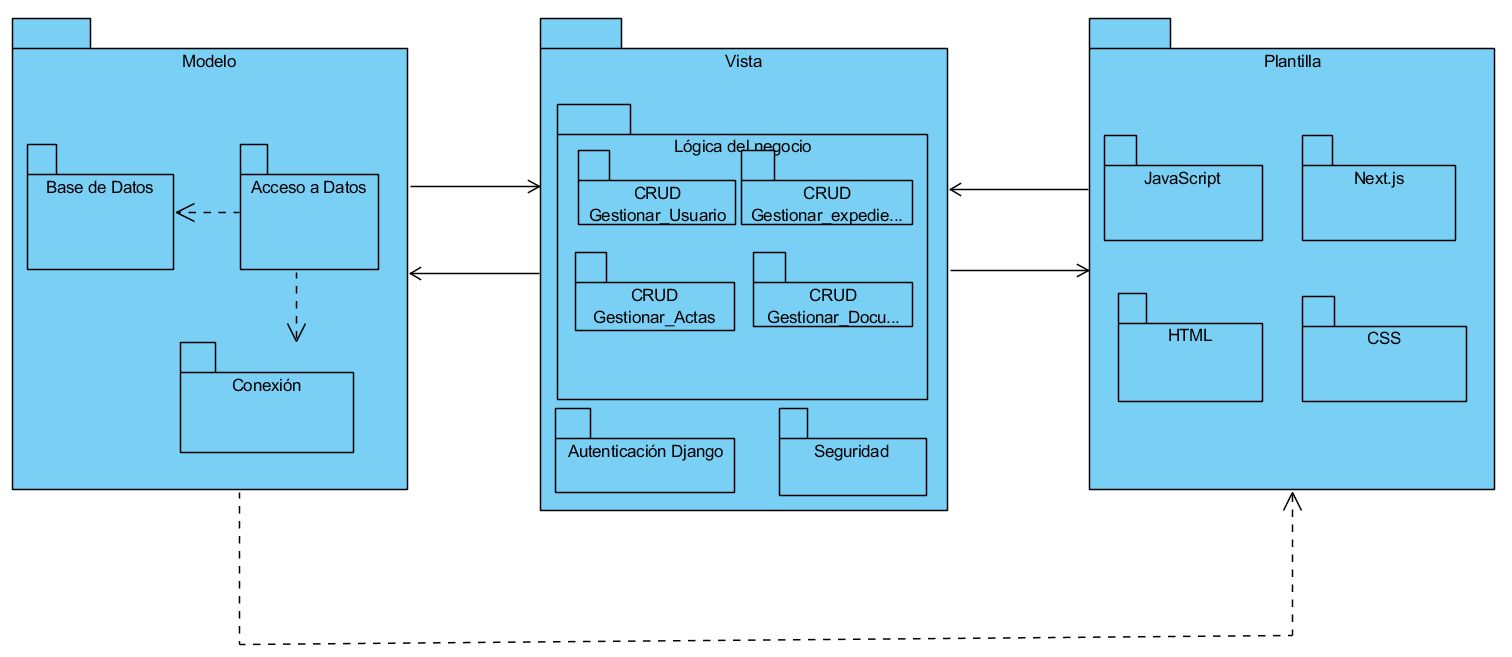 Modelo
Base de Datos
Acceso a Datos
Conexión
Vista
Lógica del negocio
CRUD
Gestionar_Usuario
CRUD
Gestionar_expedie...
CRUD
Gestionar_Actas
CRUD
Gestionar_Docu...
Autenticación Django
Seguridad
Plantilla
JavaScript
Next.js
HTML
CSS